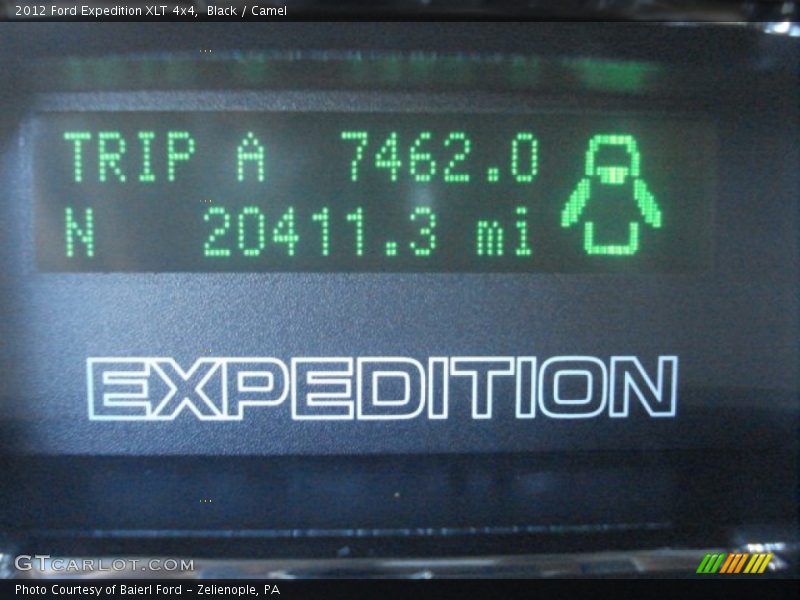 2012 Ford Expedition XLT 4x4, Black / Camel
TRIP A 7462.0
N 20411.3 mi
EXPEDITION
GTCARLOT.COM
Photo Courtesy of Baierl Ford - Zelienople, PA